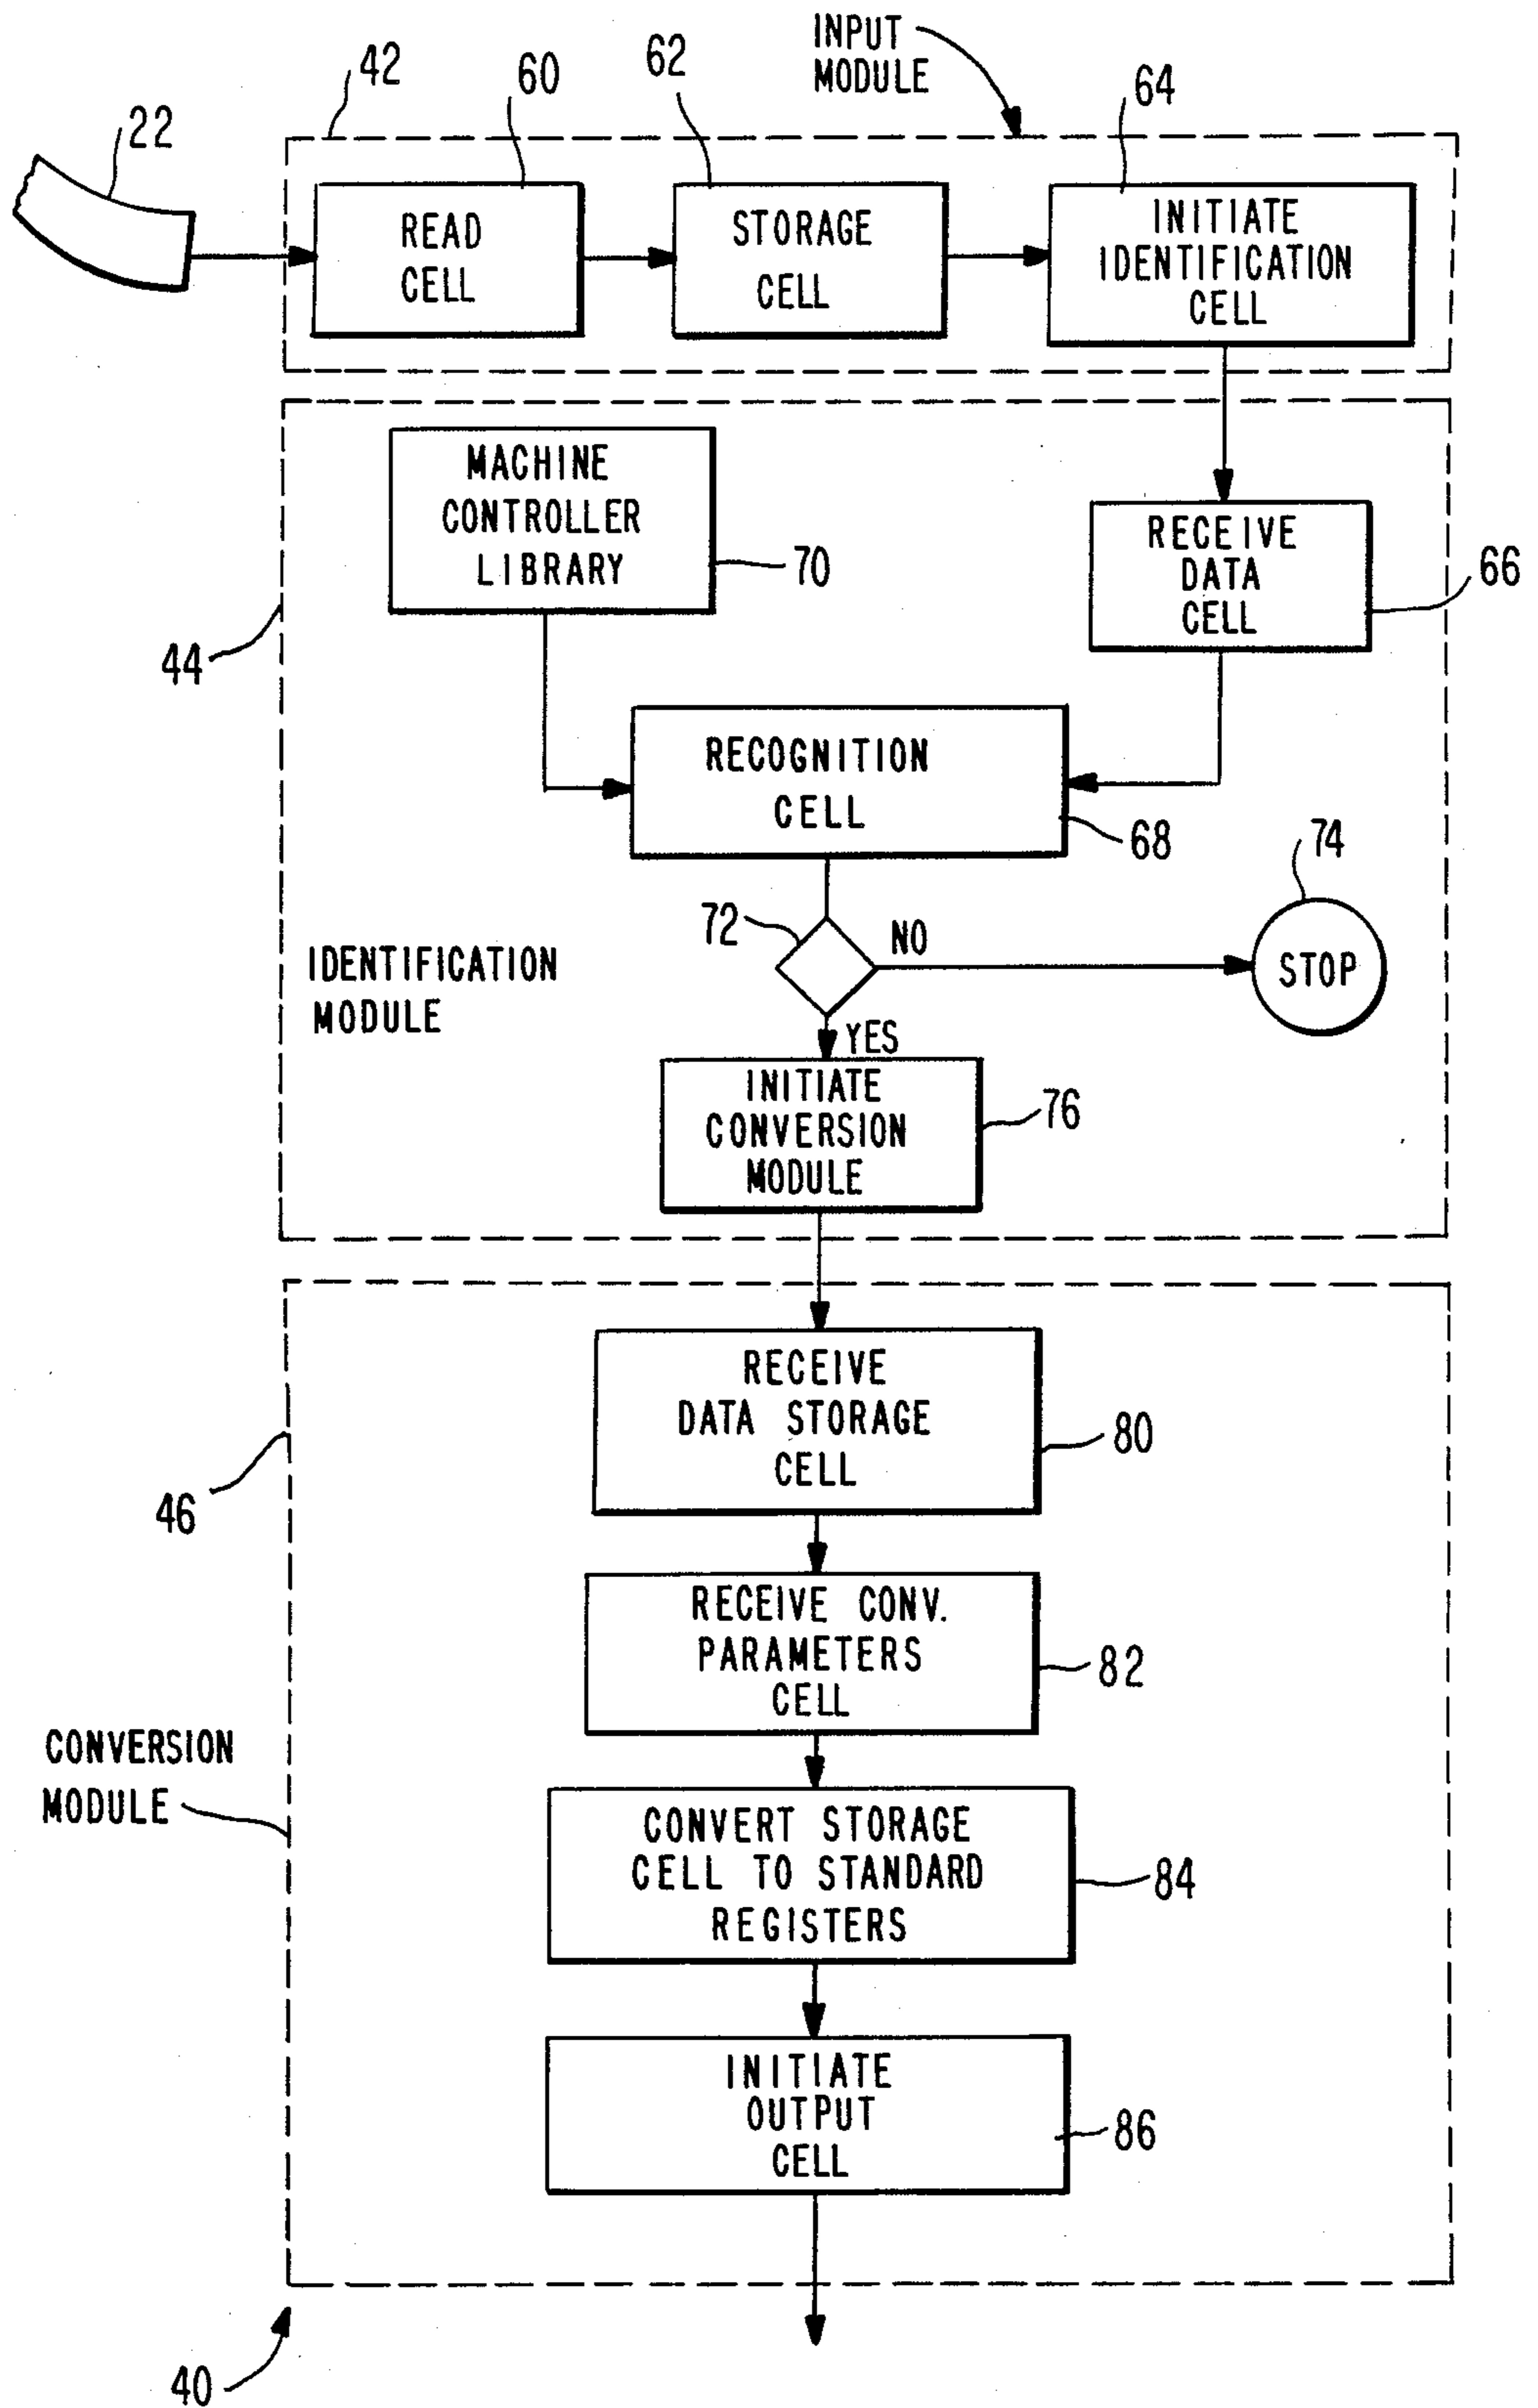 INPUT
MODULE
42
60
62
64
22
READ
CELL
STORAGE
CELL
INITIATE
IDENTIFICATION
CELL
MACHINE
CONTROLLER
LIBRARY
70
RECEIVE
DATA
CELL
66
44
RECOGNITION
CELL
68
74
72
NO
STOP
IDENTIFICATION
MODULE
YES
INITIATE
CONVERSION
MODULE
76
RECEIVE
DATA STORAGE
CELL
80
46
RECEIVE CONV.
PARAMETERS
CELL
82
CONVERSION
MODULE
CONVERT STORAGE
CELL TO STANDARD
REGISTERS
84
INITIATE
OUTPUT
CELL
86
40